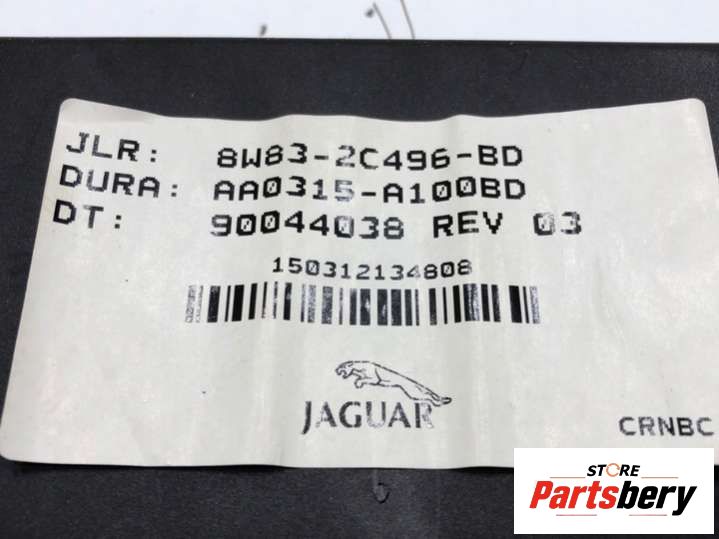 JLR: 8W83-2C496-BD
DURA: AA0315-A100BD
DT: 90044038 REV 03
150312134808
JAGUAR
CRNBC
STORE
Partsbery